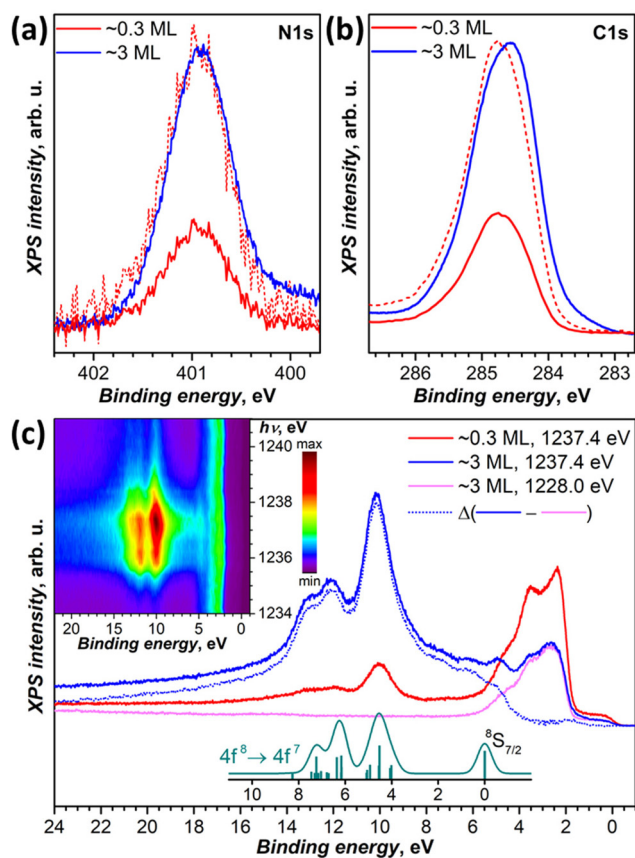 (a)
~0.3 ML
~3 ML
N1s
XPS intensity, arb. u.
402
401
400
Binding energy, eV
(b)
~0.3 ML
~3 ML
C1s
XPS intensity, arb. u.
286
285
284
283
Binding energy, eV
(c)
hν, eV
1240
1238
1236
1234
max
min
20
15
10
5
0
Binding energy, eV
~0.3 ML, 1237.4 eV
~3 ML, 1237.4 eV
~3 ML, 1228.0 eV
Δ( — – — )
XPS intensity, arb. u.
4f⁸ → 4f⁷
⁸S₇/₂
10
8
6
4
2
0
24
22
20
18
16
14
12
10
8
6
4
2
0
Binding energy, eV